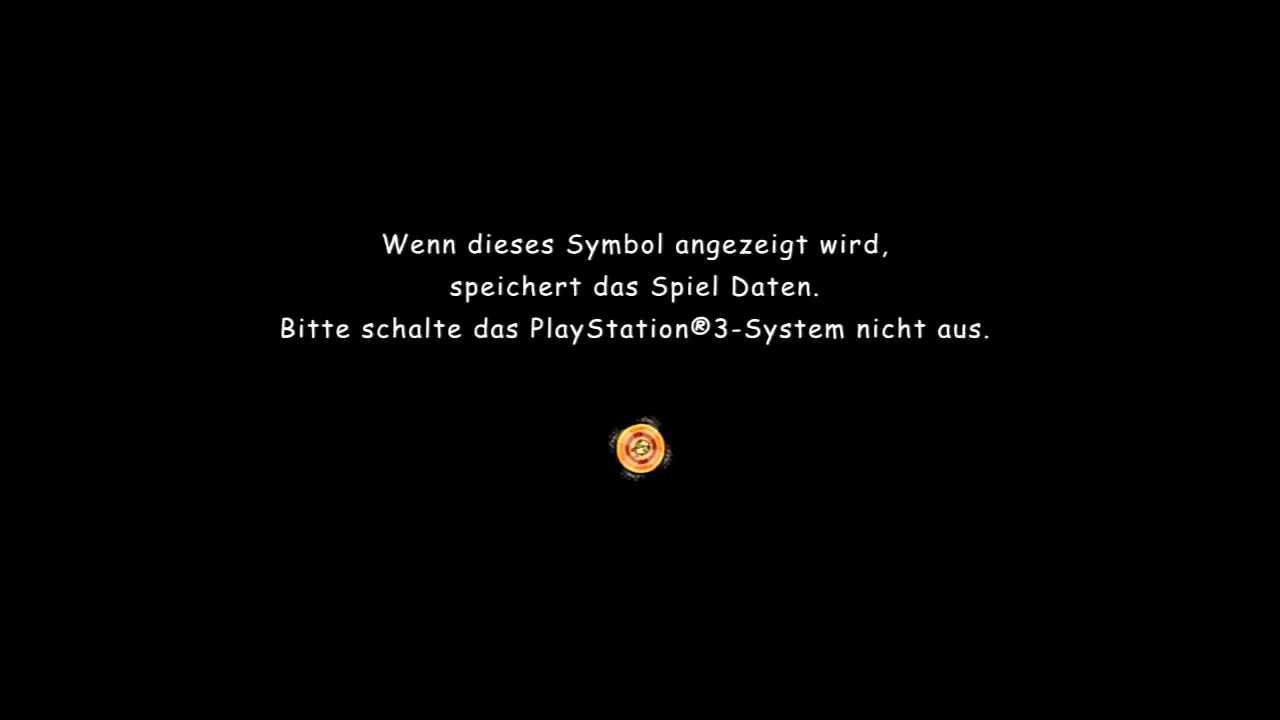 Wenn dieses Symbol angezeigt wird,
speichert das Spiel Daten.
Bitte schalte das PlayStation®3-System nicht aus.